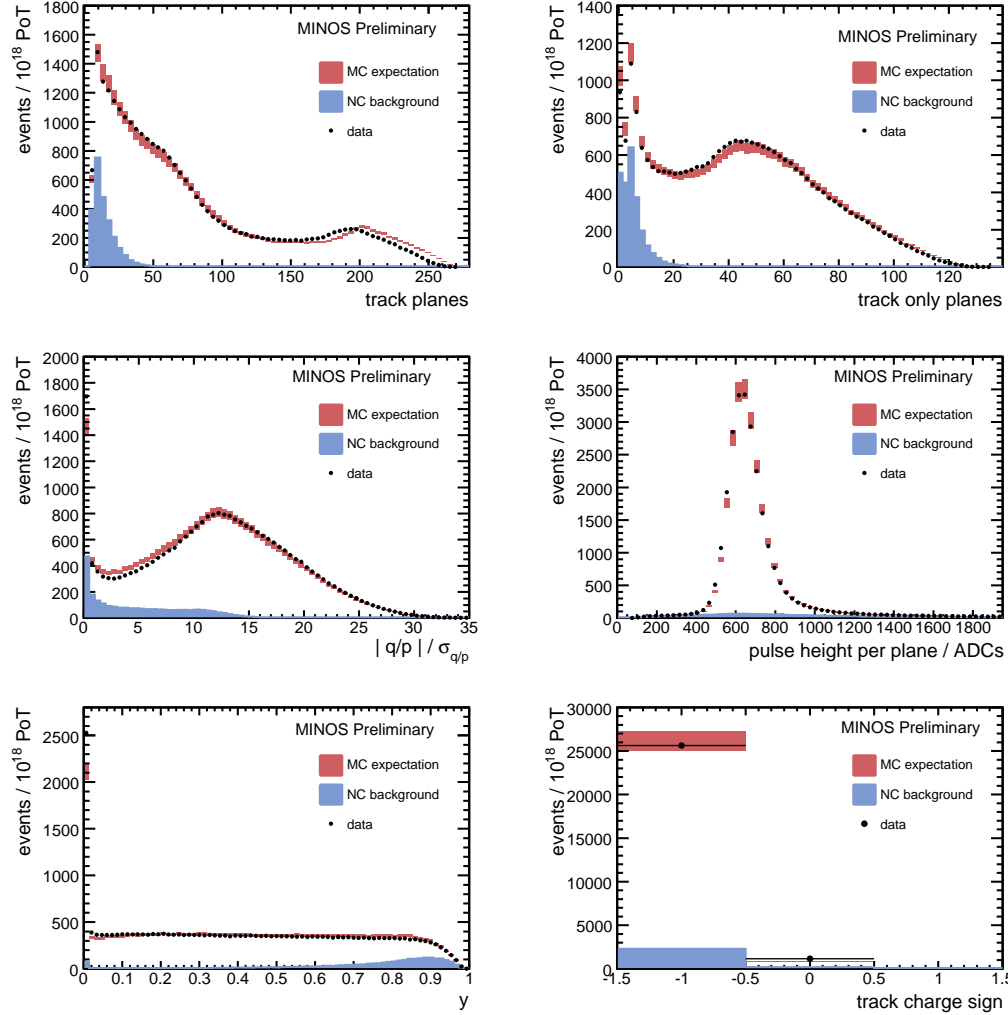 events / 10^18 PoT
1800
1600
1400
1200
1000
800
600
400
200
0
MINOS Preliminary
MC expectation
NC background
data
0 50 100 150 200 250
track planes
events / 10^18 PoT
1400
1200
1000
800
600
400
200
0
MINOS Preliminary
MC expectation
NC background
data
0 20 40 60 80 100 120
track only planes
events / 10^18 PoT
2000
1800
1600
1400
1200
1000
800
600
400
200
0
MINOS Preliminary
MC expectation
NC background
data
0 5 10 15 20 25 30 35
| q/p | / σ_q/p
events / 10^18 PoT
4000
3500
3000
2500
2000
1500
1000
500
0
MINOS Preliminary
MC expectation
NC background
data
0 200 400 600 800 1000 1200 1400 1600 1800
pulse height per plane / ADCs
events / 10^18 PoT
2500
2000
1500
1000
500
0
MINOS Preliminary
MC expectation
NC background
data
0 0.1 0.2 0.3 0.4 0.5 0.6 0.7 0.8 0.9 1
y
events / 10^18 PoT
30000
25000
20000
15000
10000
5000
0
MINOS Preliminary
MC expectation
NC background
data
-1.5 -1 -0.5 0 0.5 1 1.5
track charge sign